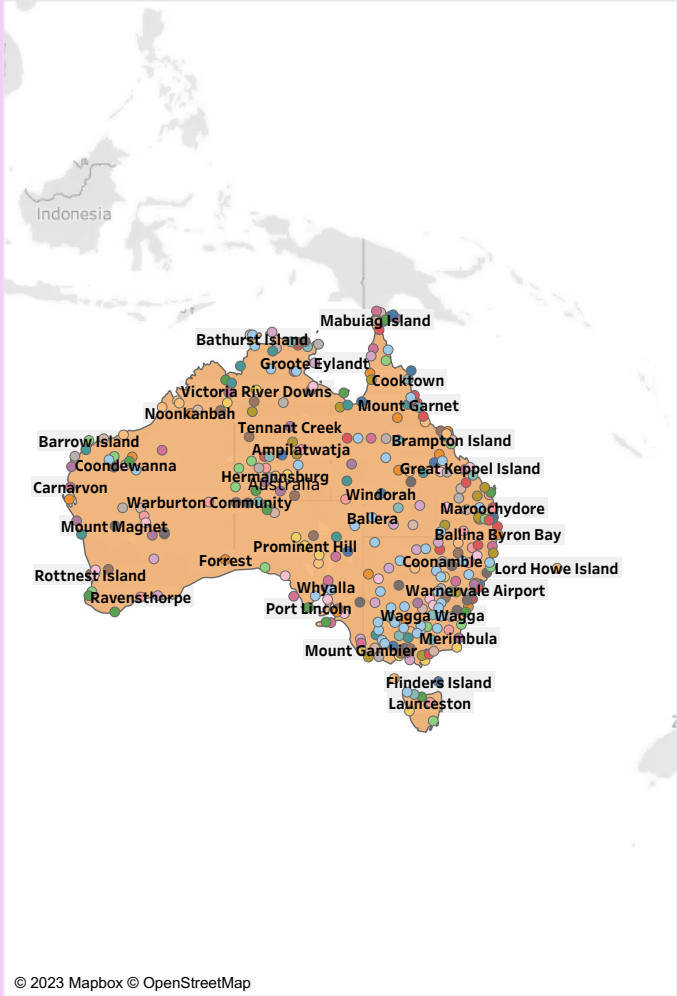 Indonesia
Mabuiag Island
Bathurst Island
Groote Eylandt
Cooktown
Victoria River Downs
Mount Garnet
Noonkanbah
Tennant Creek
Barrow Island
Brampton Island
Ampilatwatja
Coondewanna
Great Keppel Island
Hermannsburg
Australia
Carnarvon
Windorah
Warburton Community
Maroochydore
Ballera
Mount Magnet
Ballina Byron Bay
Prominent Hill
Forrest
Coonamble
Lord Howe Island
Rottnest Island
Whyalla
Warnervale Airport
Ravensthorpe
Port Lincoln
Wagga Wagga
Merimbula
Mount Gambier
Flinders Island
Launceston
© 2023 Mapbox © OpenStreetMap